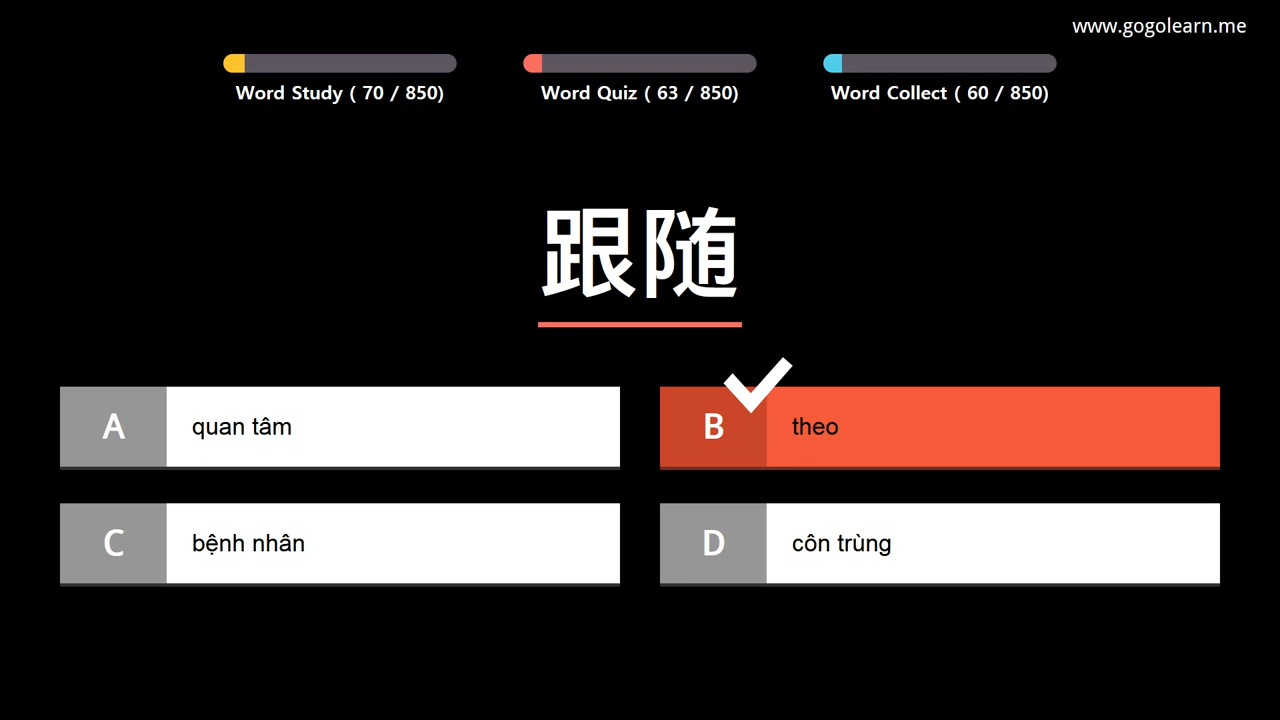 www.gogolearn.me
Word Study ( 70 / 850)
Word Quiz ( 63 / 850)
Word Collect ( 60 / 850)
跟随
A quan tâm
B theo
C bệnh nhân
D côn trùng